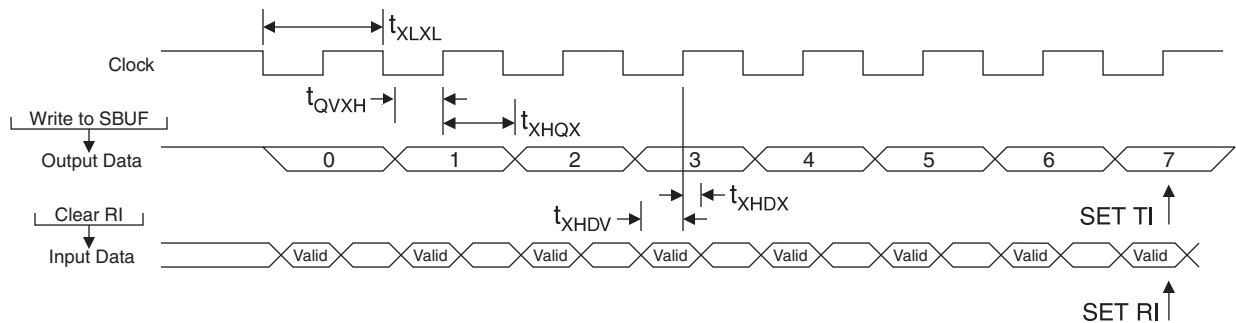 tXLXL
Clock
tQVXH
tXHQX
Write to SBUF
Output Data
0 1 2 3 4 5 6 7
tXHDX
tXHDV
SET TI
Clear RI
Input Data
Valid Valid Valid Valid Valid Valid Valid Valid
SET RI